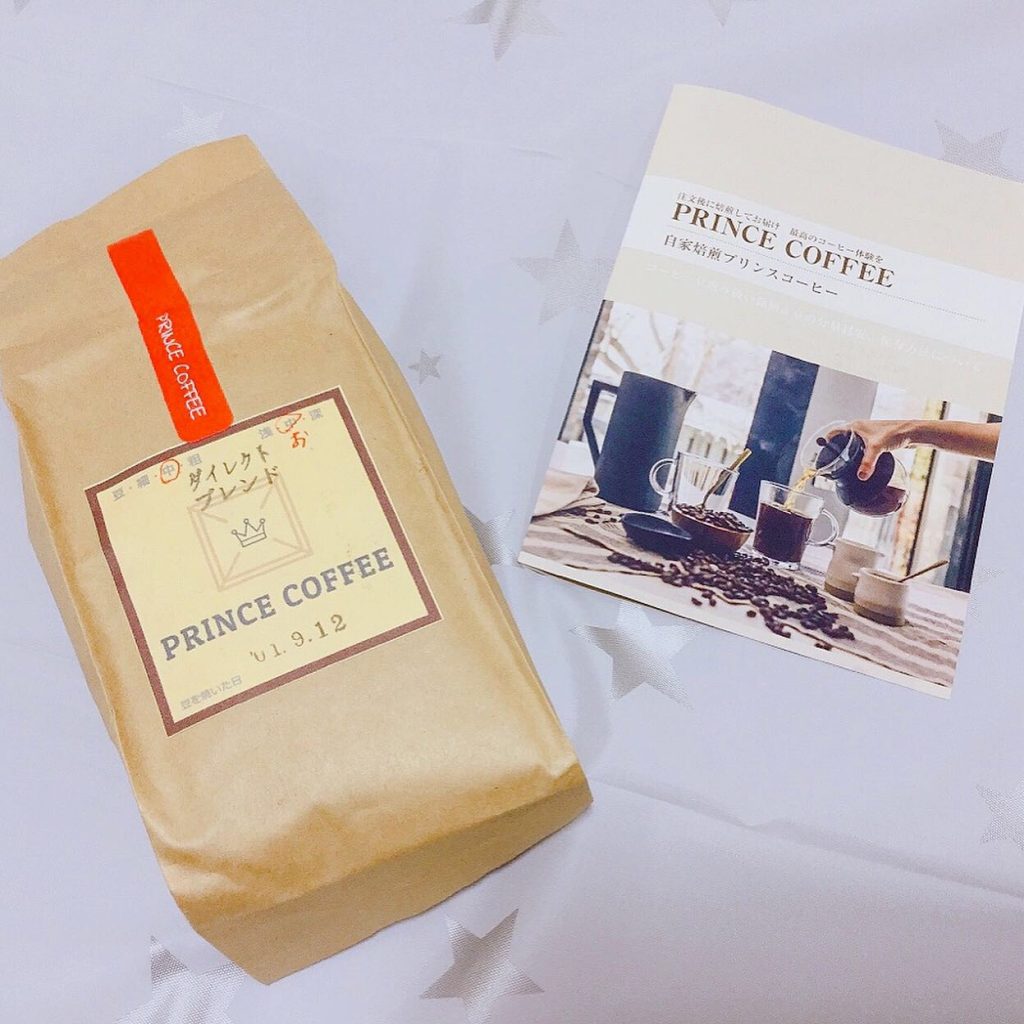 PRINCE COFFEE
豆・細・中・粗
浅・中・深
お
ダイレクト
ブレンド
PRINCE COFFEE
'01.9.12
豆を焼いた日
注文後に焙煎してお届け 最高のコーヒー体験を
PRINCE COFFEE
自家焙煎プリンスコーヒー